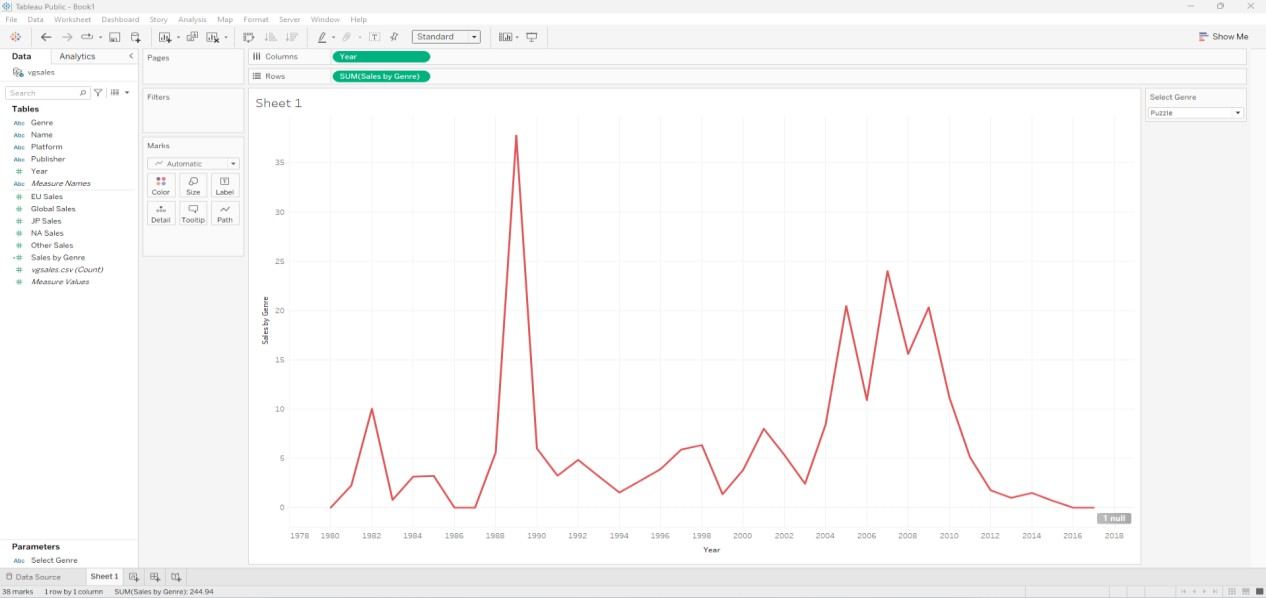 Tableau Public - Book1
File Data Worksheet Dashboard Story Analysis Map Format Server Window Help
Standard
Show Me
Data Analytics
vgsales
Search
Tables
Abc Genre
Abc Name
Abc Platform
Abc Publisher
# Year
Abc Measure Names
# EU Sales
# Global Sales
# JP Sales
# NA Sales
# Other Sales
=# Sales by Genre
# vgsales.csv (Count)
# Measure Values
Parameters
Abc Select Genre
Pages
Filters
Marks
Automatic
Color Size Label
Detail Tooltip Path
Columns Year
Rows SUM(Sales by Genre)
Sheet 1
Sales by Genre
35
30
25
20
15
10
5
0
1 null
1978 1980 1982 1984 1986 1988 1990 1992 1994 1996 1998 2000 2002 2004 2006 2008 2010 2012 2014 2016 2018
Year
Select Genre
Puzzle
Data Source Sheet 1
38 marks 1 row by 1 column SUM(Sales by Genre): 244.94